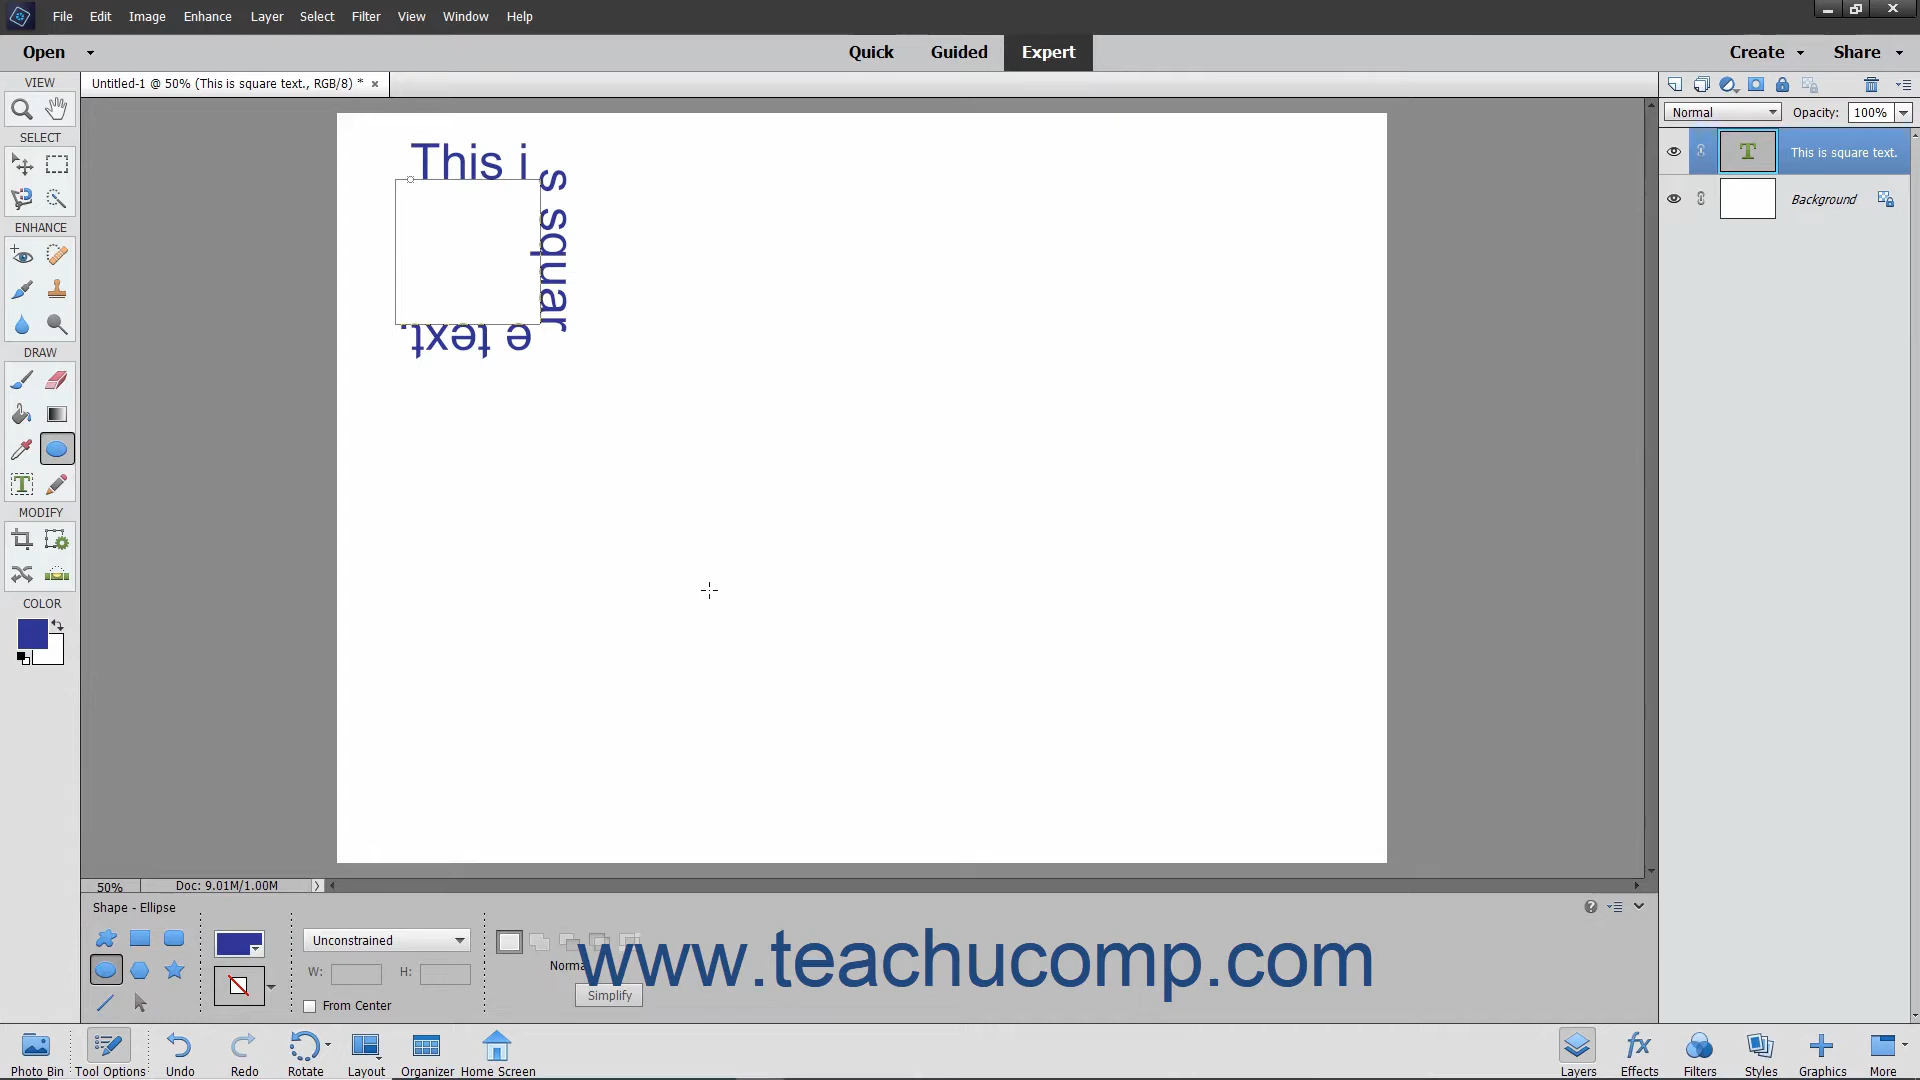 File Edit Image Enhance Layer Select Filter View Window Help
Open Quick Guided Expert Create Share
VIEW
Untitled-1 @ 50% (This is square text., RGB/8) *
Normal Opacity: 100%
SELECT
This is square text.
This is square text.
Background
ENHANCE
DRAW
MODIFY
COLOR
50% Doc: 9.01M/1.00M
Shape - Ellipse
Unconstrained
W: H:
Normal
From Center
Simplify
www.teachucomp.com
Photo Bin Tool Options Undo Redo Rotate Layout Organizer Home Screen Layers Effects Filters Styles Graphics More